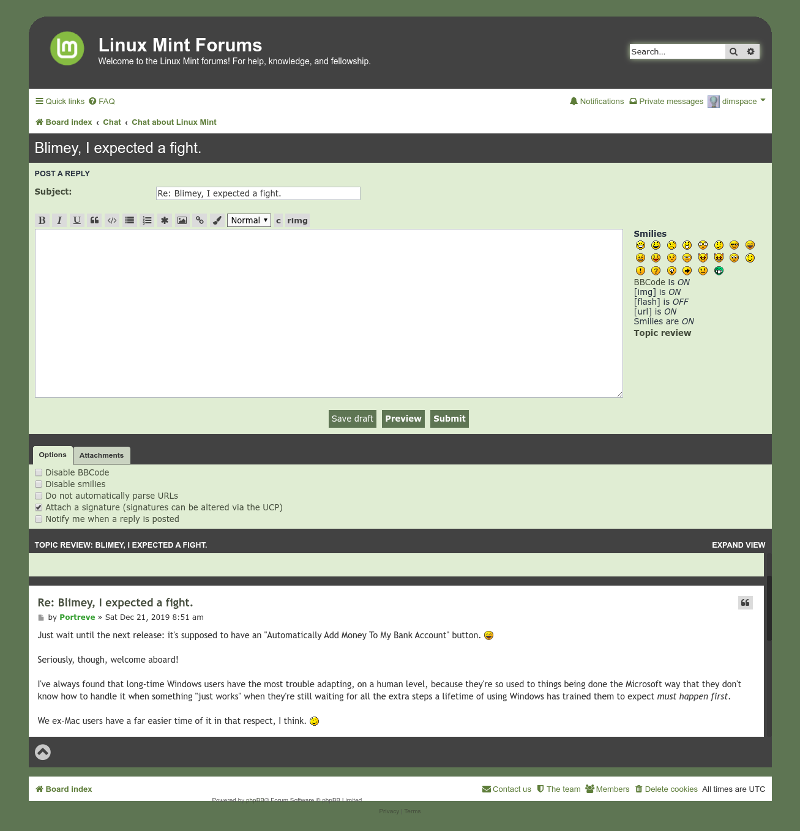 Linux Mint Forums
Welcome to the Linux Mint forums! For help, knowledge, and fellowship.
Search...
Quick links FAQ Notifications Private messages dimspace
Board index ‹ Chat ‹ Chat about Linux Mint
Blimey, I expected a fight.
POST A REPLY
Subject: Re: Blimey, I expected a fight.
B I U Normal c rimg
Smilies
BBCode is ON
[img] is ON
[flash] is OFF
[url] is ON
Smilies are ON
Topic review
Save draft Preview Submit
Options Attachments
Disable BBCode
Disable smilies
Do not automatically parse URLs
Attach a signature (signatures can be altered via the UCP)
Notify me when a reply is posted
TOPIC REVIEW: BLIMEY, I EXPECTED A FIGHT. EXPAND VIEW
Re: Blimey, I expected a fight.
by Portreve » Sat Dec 21, 2019 8:51 am
Just wait until the next release: it's supposed to have an "Automatically Add Money To My Bank Account" button.
Seriously, though, welcome aboard!
I've always found that long-time Windows users have the most trouble adapting, on a human level, because they're so used to things being done the Microsoft way that they don't
know how to handle it when something "just works" when they're still waiting for all the extra steps a lifetime of using Windows has trained them to expect must happen first.
We ex-Mac users have a far easier time of it in that respect, I think.
Board index Contact us The team Members Delete cookies All times are UTC
Powered by phpBB® Forum Software © phpBB Limited
Privacy | Terms